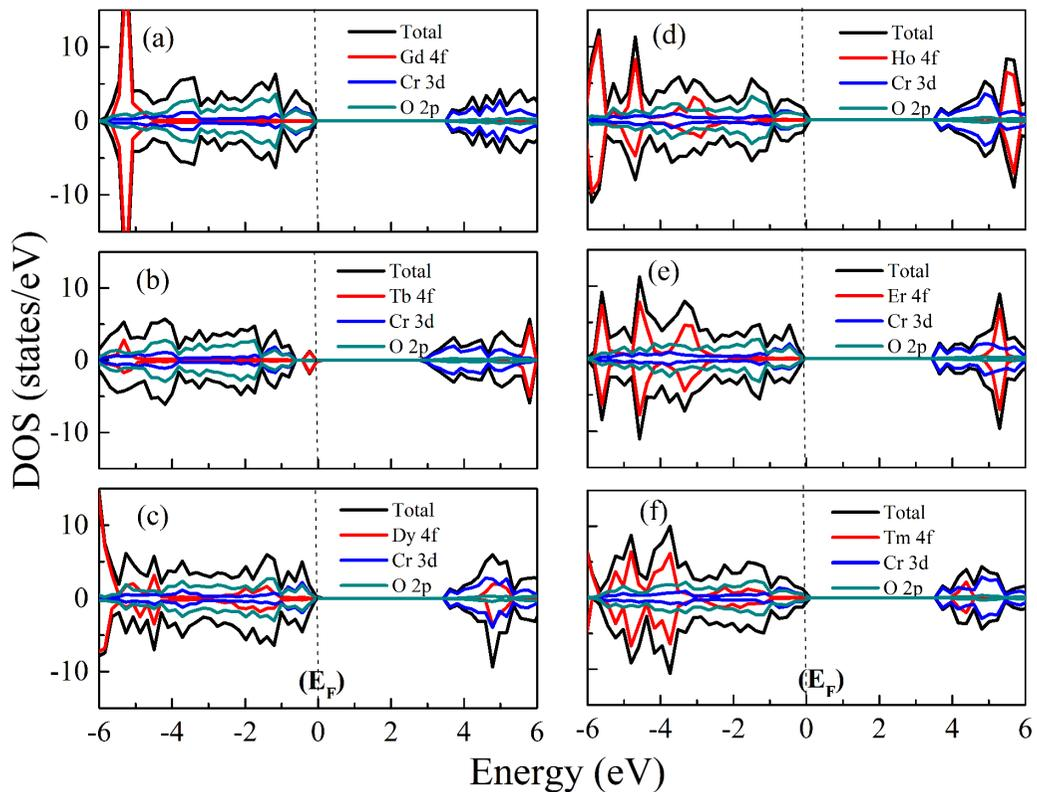 DOS (states/eV)
(a)
Total
Gd 4f
Cr 3d
O 2p
10
0
-10
(d)
Total
Ho 4f
Cr 3d
O 2p
(b)
Total
Tb 4f
Cr 3d
O 2p
10
0
-10
(e)
Total
Er 4f
Cr 3d
O 2p
(c)
Total
Dy 4f
Cr 3d
O 2p
10
0
-10
(E_F)
-6 -4 -2 0 2 4 6
(f)
Total
Tm 4f
Cr 3d
O 2p
(E_F)
-6 -4 -2 0 2 4 6
Energy (eV)